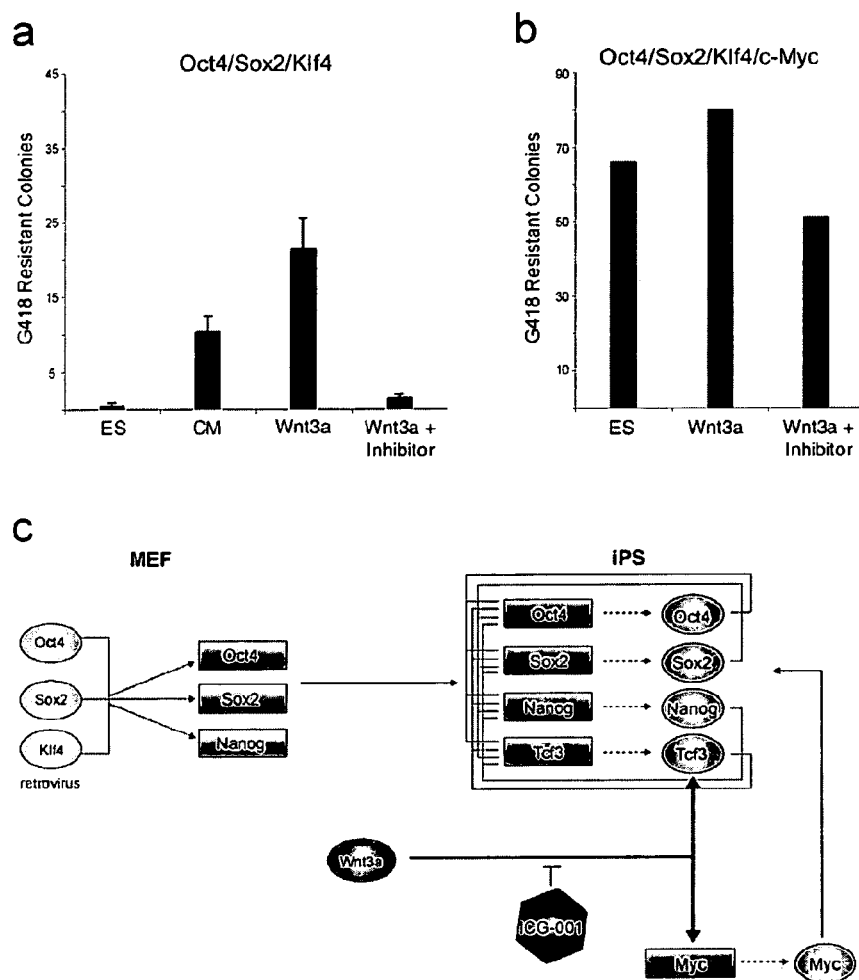 a
Oct4/Sox2/Klf4
G418 Resistant Colonies
45
35
25
15
5
ES
CM
Wnt3a
Wnt3a +
Inhibitor
b
Oct4/Sox2/Klf4/c-Myc
G418 Resistant Colonies
90
70
50
30
10
ES
Wnt3a
Wnt3a +
Inhibitor
c
MEF
iPS
Oct4
Sox2
Klf4
retrovirus
Oct4
Sox2
Nanog
Oct4
Oct4
Sox2
Sox2
Nanog
Nanog
Tcf3
Tcf3
Wnt3a
ICG-001
Myc
Myc